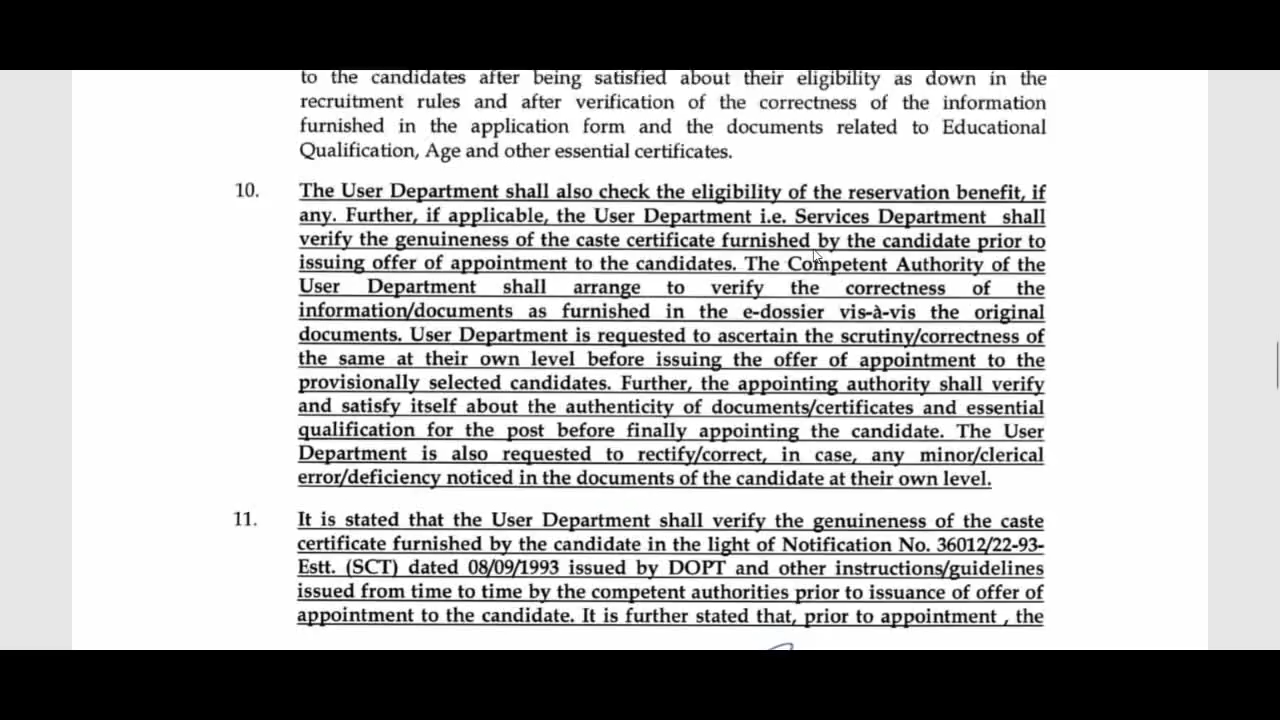 to the candidates after being satisfied about their eligibility as down in the
recruitment rules and after verification of the correctness of the information
furnished in the application form and the documents related to Educational
Qualification, Age and other essential certificates.
10. The User Department shall also check the eligibility of the reservation benefit, if
any. Further, if applicable, the User Department i.e. Services Department shall
verify the genuineness of the caste certificate furnished by the candidate prior to
issuing offer of appointment to the candidates. The Competent Authority of the
User Department shall arrange to verify the correctness of the
information/documents as furnished in the e-dossier vis-à-vis the original
documents. User Department is requested to ascertain the scrutiny/correctness of
the same at their own level before issuing the offer of appointment to the
provisionally selected candidates. Further, the appointing authority shall verify
and satisfy itself about the authenticity of documents/certificates and essential
qualification for the post before finally appointing the candidate. The User
Department is also requested to rectify/correct, in case, any minor/clerical
error/deficiency noticed in the documents of the candidate at their own level.
11. It is stated that the User Department shall verify the genuineness of the caste
certificate furnished by the candidate in the light of Notification No. 36012/22-93-
Estt. (SCT) dated 08/09/1993 issued by DOPT and other instructions/guidelines
issued from time to time by the competent authorities prior to issuance of offer of
appointment to the candidate. It is further stated that, prior to appointment , the